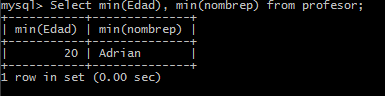 mysql> Select min(Edad), min(nombrep) from profesor;
+-----------+--------------+
| min(Edad) | min(nombrep) |
+-----------+--------------+
|        20 | Adrian       |
+-----------+--------------+
1 row in set (0.00 sec)